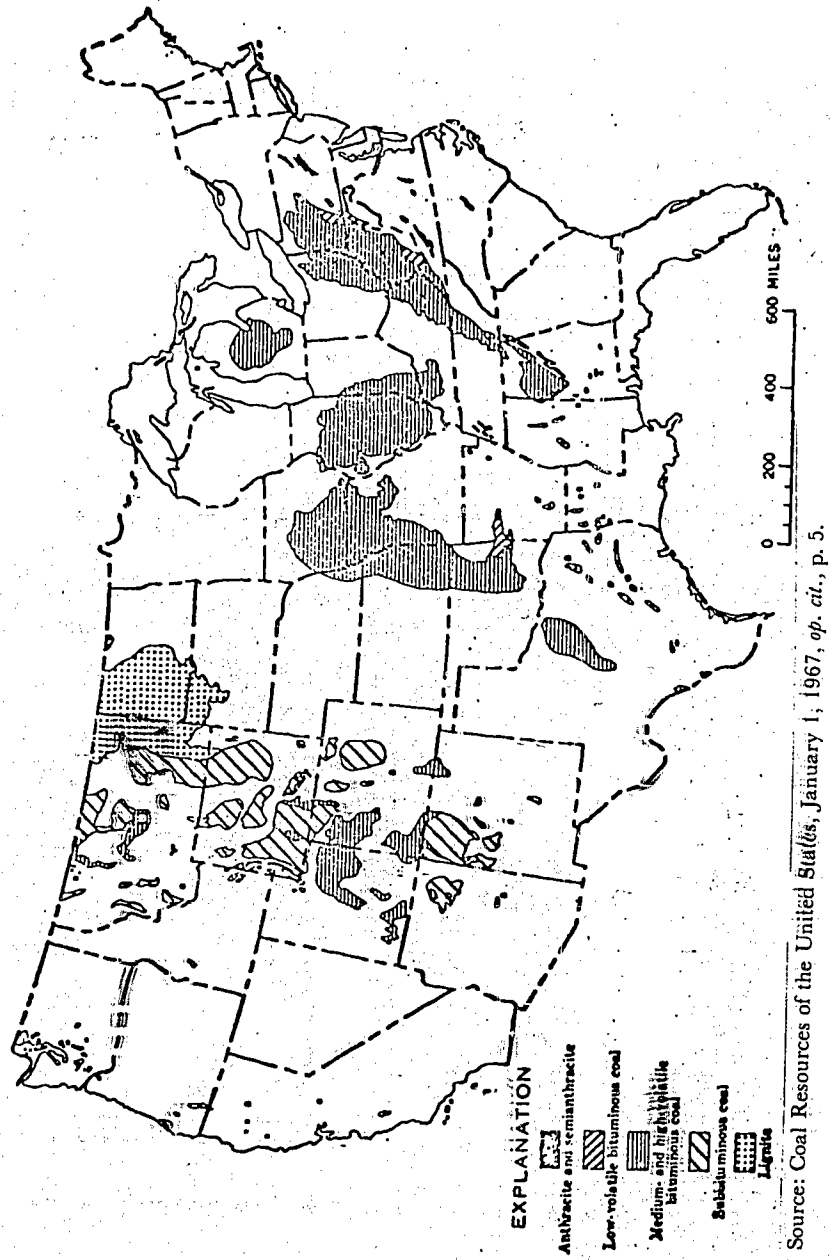 EXPLANATION
Anthracite and semianthracite
Low-volatile bituminous coal
Medium- and high-volatile
bituminous coal
Subbituminous coal
Lignite
0 200 400 600 MILES
Source: Coal Resources of the United States, January 1, 1967, op. cit., p. 5.